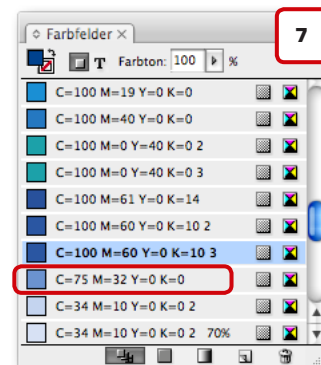 Farbfelder
7
T Farbton: 100 %
C=100 M=19 Y=0 K=0
C=100 M=40 Y=0 K=0
C=100 M=0 Y=40 K=0 2
C=100 M=0 Y=40 K=0 3
C=100 M=61 Y=0 K=14
C=100 M=60 Y=0 K=10 2
C=100 M=60 Y=0 K=10 3
C=75 M=32 Y=0 K=0
C=34 M=10 Y=0 K=0 2
C=34 M=10 Y=0 K=0 2 70%